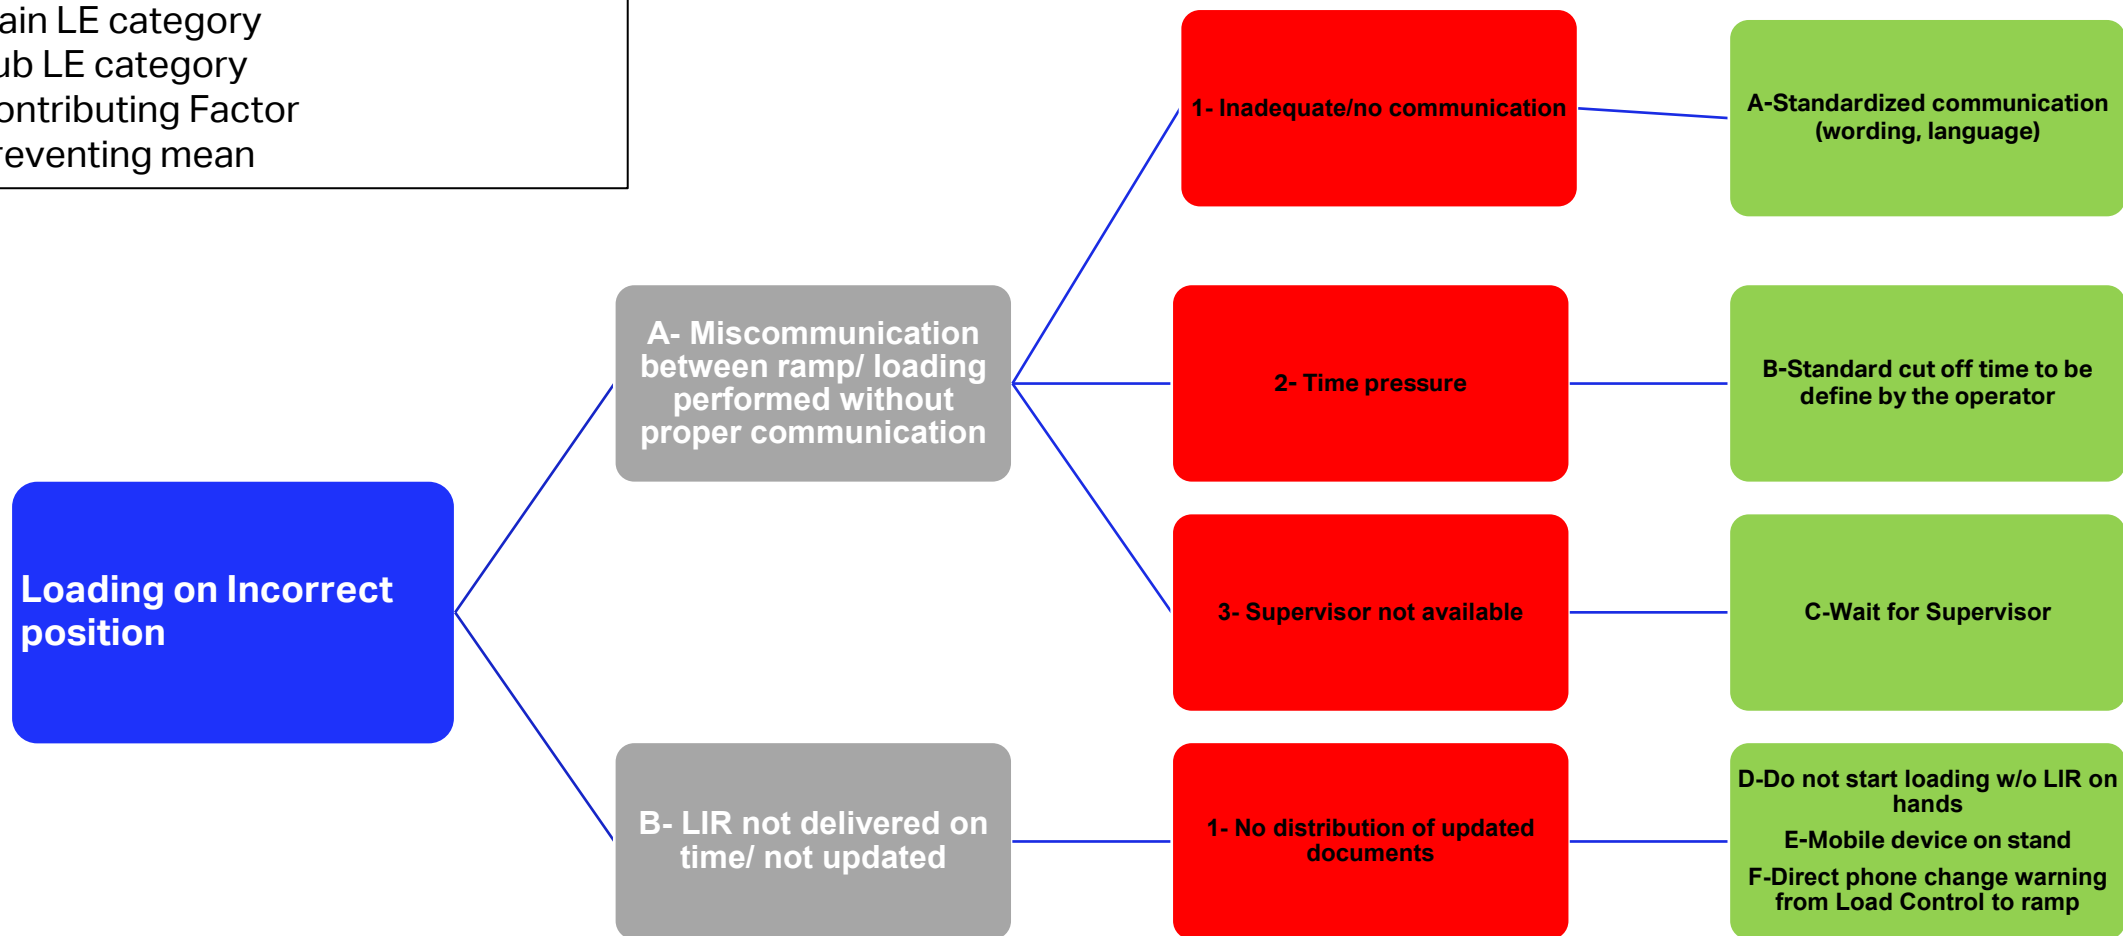 ain LE category
ub LE category
ontributing Factor
reventing mean
1- Inadequate/no communication
A-Standardized communication
(wording, language)
A- Miscommunication
between ramp/ loading
performed without
proper communication
2- Time pressure
B-Standard cut off time to be
define by the operator
Loading on Incorrect
position
3- Supervisor not available
C-Wait for Supervisor
B- LIR not delivered on
time/ not updated
1- No distribution of updated
documents
D-Do not start loading w/o LIR on
hands
E-Mobile device on stand
F-Direct phone change warning
from Load Control to ramp